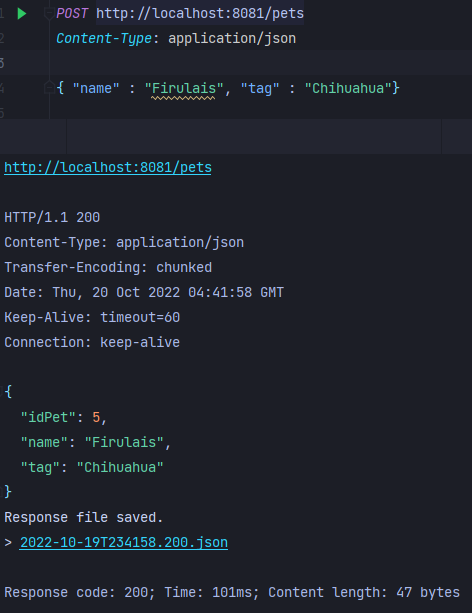 1 POST http://localhost:8081/pets
2 Content-Type: application/json
3
4 { "name" : "Firulais", "tag" : "Chihuahua"}
5
http://localhost:8081/pets
HTTP/1.1 200
Content-Type: application/json
Transfer-Encoding: chunked
Date: Thu, 20 Oct 2022 04:41:58 GMT
Keep-Alive: timeout=60
Connection: keep-alive
{
  "idPet": 5,
  "name": "Firulais",
  "tag": "Chihuahua"
}
Response file saved.
> 2022-10-19T234158.200.json
Response code: 200; Time: 101ms; Content length: 47 bytes